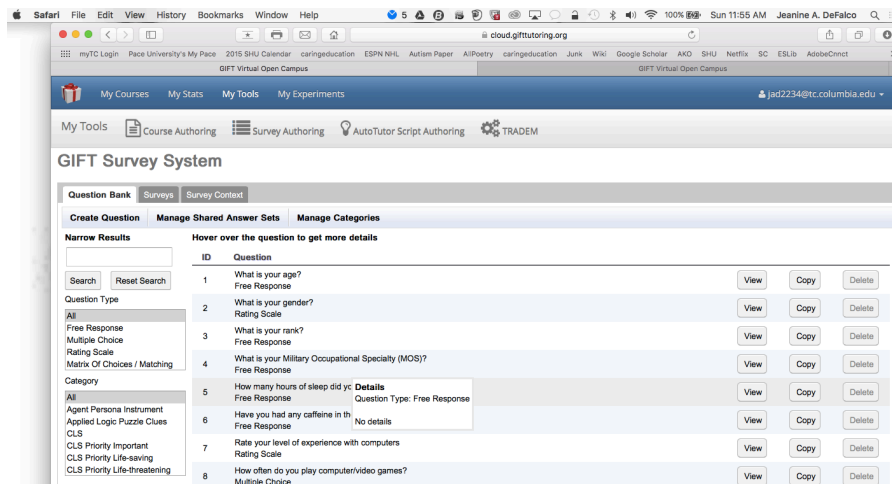 Safari File Edit View History Bookmarks Window Help 5 100% Sun 11:55 AM Jeanine A. DeFalco
cloud.gifttutoring.org
myTC Login Pace University's My Pace 2015 SHU Calendar caringeducation ESPN NHL Autism Paper AllPoetry caringeducation Junk Wiki Google Scholar AKO SHU Netflix SC ESLib AdobeCnnct
GIFT Virtual Open Campus GIFT Virtual Open Campus
My Courses My Stats My Tools My Experiments jad2234@tc.columbia.edu
My Tools Course Authoring Survey Authoring AutoTutor Script Authoring TRADEM
GIFT Survey System
Question Bank Surveys Survey Context
Create Question Manage Shared Answer Sets Manage Categories
Narrow Results
Search Reset Search
Question Type
All
Free Response
Multiple Choice
Rating Scale
Matrix Of Choices / Matching
Category
All
Agent Persona Instrument
Applied Logic Puzzle Clues
CLS
CLS Priority Important
CLS Priority Life-saving
CLS Priority Life-threatening
Hover over the question to get more details
ID Question
1 What is your age? View Copy Delete
Free Response
2 What is your gender? View Copy Delete
Rating Scale
3 What is your rank? View Copy Delete
Free Response
4 What is your Military Occupational Specialty (MOS)? View Copy Delete
Free Response
5 How many hours of sleep did View Copy Delete
Free Response
Details
Question Type: Free Response
No details
6 Have you had any caffeine in View Copy Delete
Free Response
7 Rate your level of experience with computers View Copy Delete
Rating Scale
8 How often do you play computer/video games? View Copy Delete
Multiple Choice